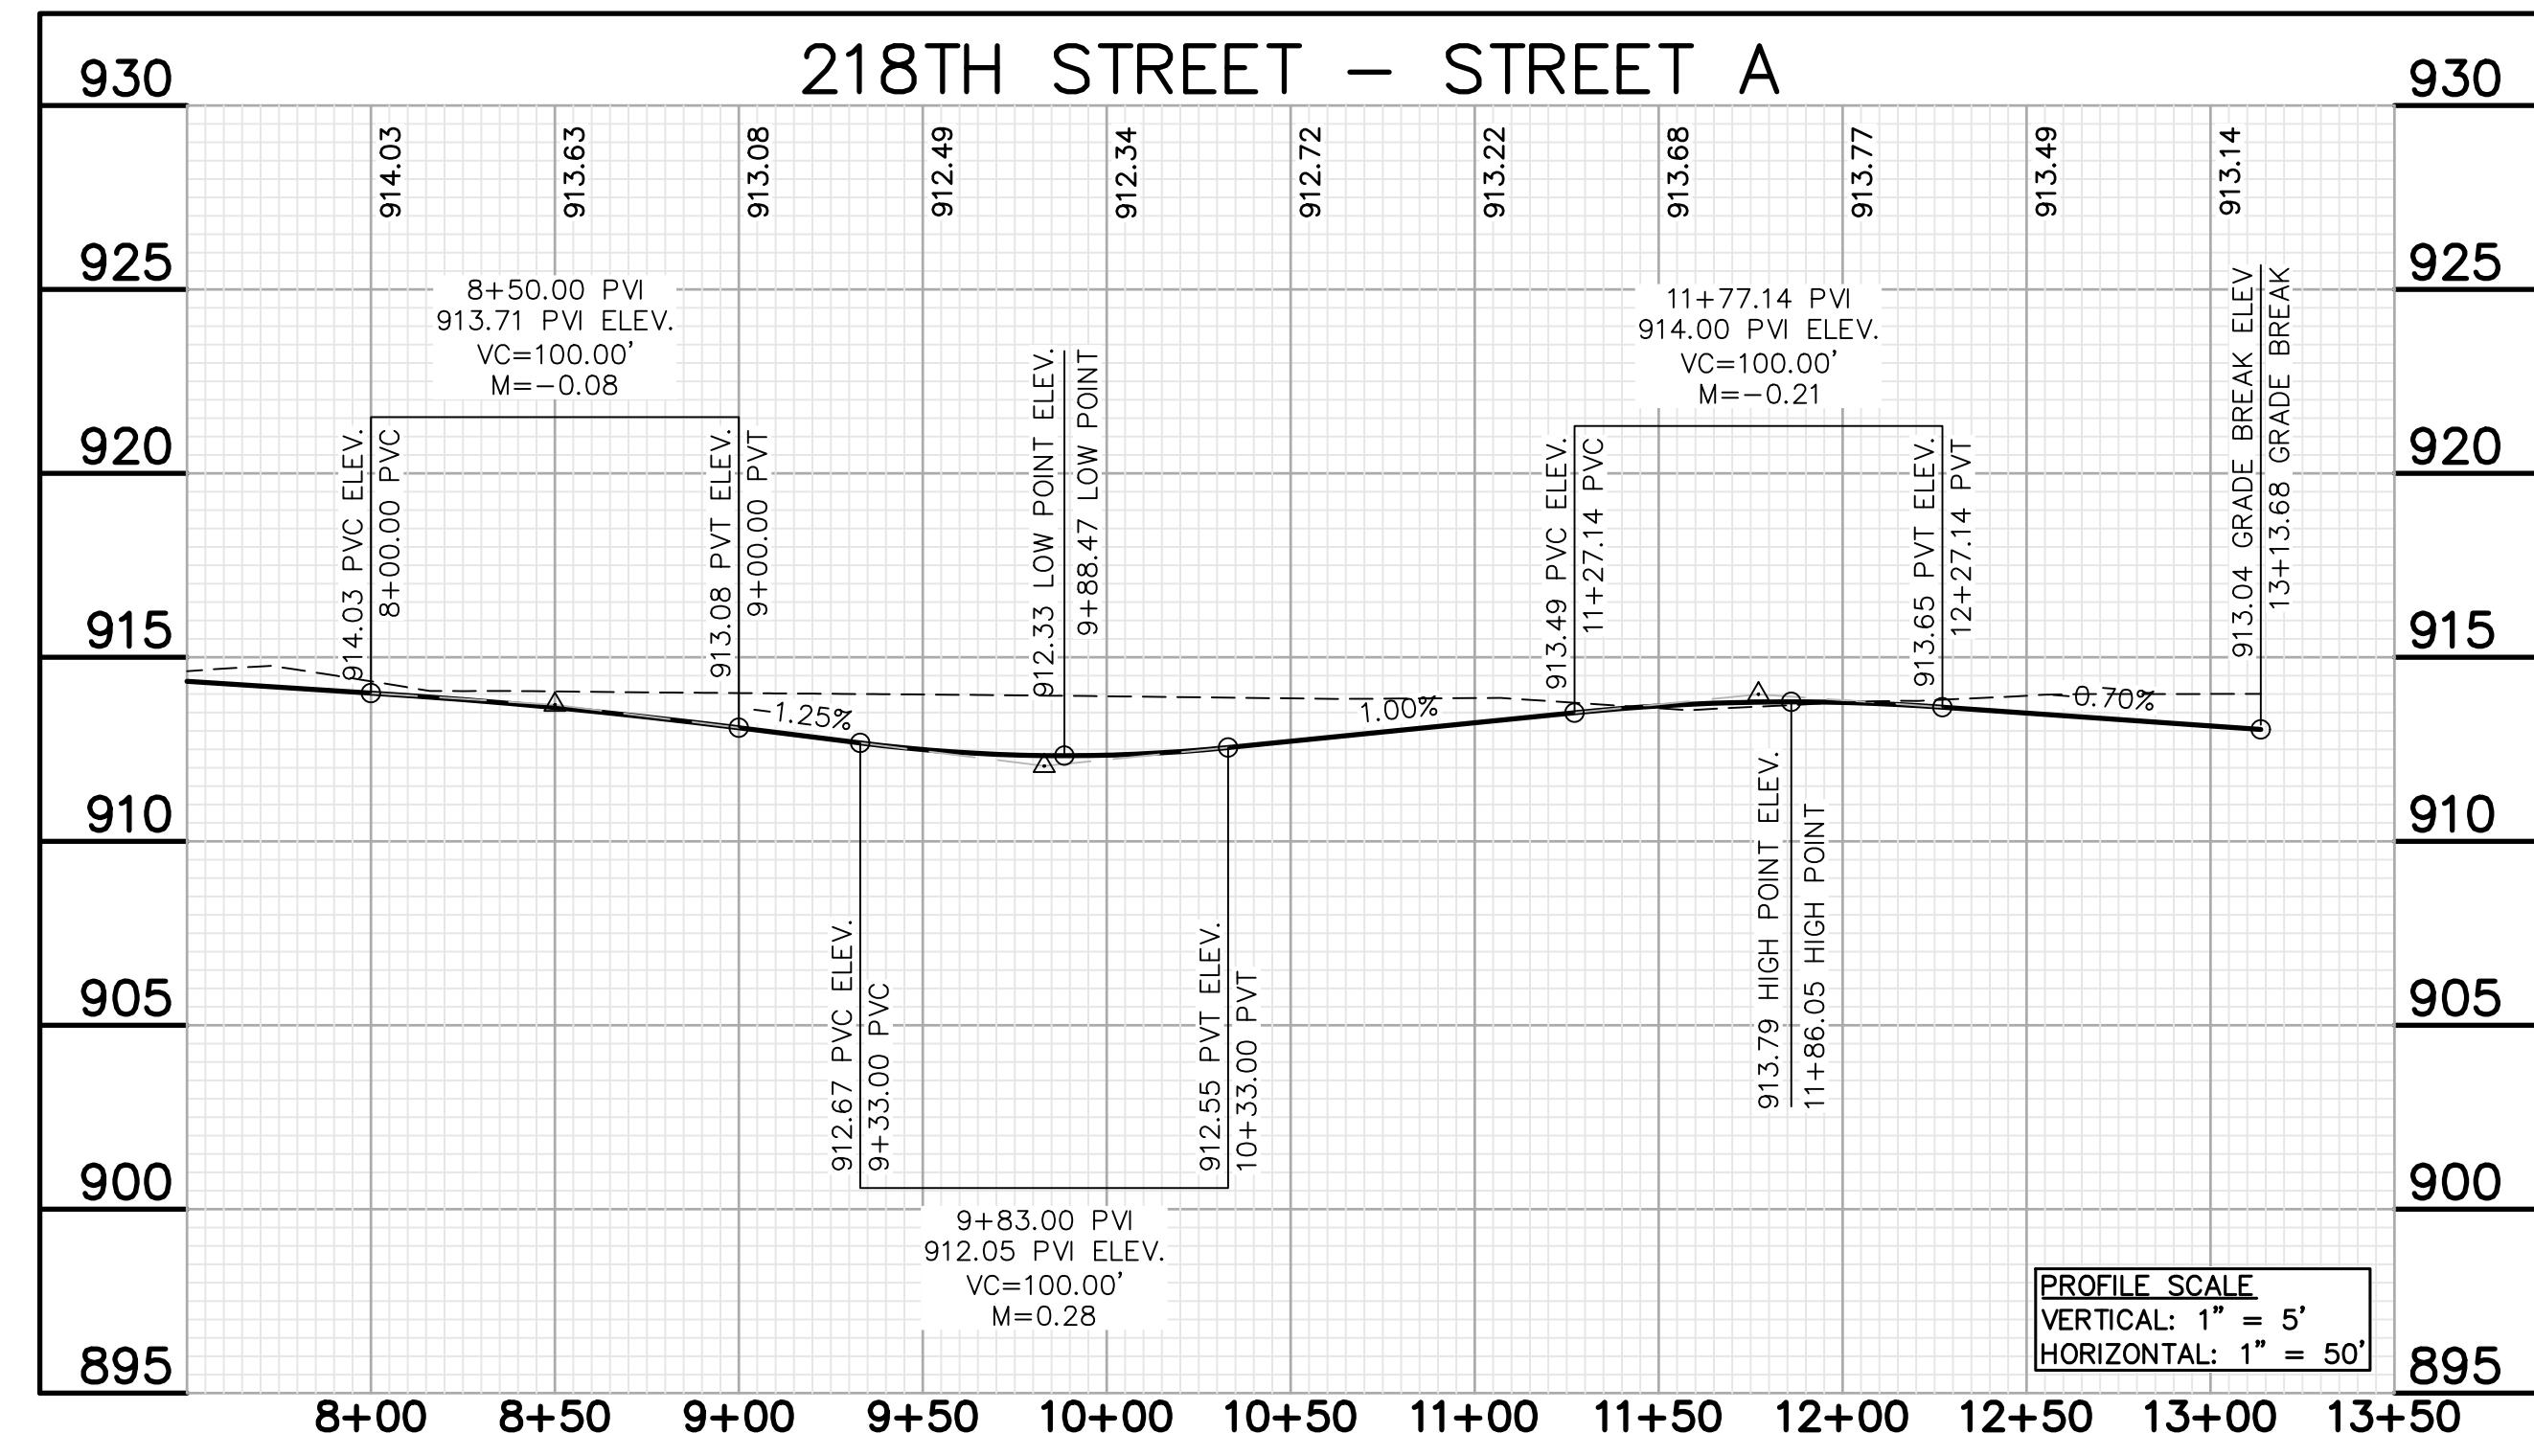 218TH STREET – STREET A
930
925
920
915
910
905
900
895
930
925
920
915
910
905
900
895
914.03
913.63
913.08
912.49
912.34
912.72
913.22
913.68
913.77
913.49
913.14
8+50.00 PVI
913.71 PVI ELEV.
VC=100.00'
M=-0.08
914.03 PVC ELEV.
8+00.00 PVC
913.08 PVT ELEV.
9+00.00 PVT
912.33 LOW POINT ELEV.
9+88.47 LOW POINT
11+77.14 PVI
914.00 PVI ELEV.
VC=100.00'
M=-0.21
913.49 PVC ELEV.
11+27.14 PVC
913.65 PVT ELEV.
12+27.14 PVT
913.04 GRADE BREAK ELEV
13+13.68 GRADE BREAK
-1.25%
1.00%
-0.70%
912.67 PVC ELEV.
9+33.00 PVC
912.55 PVT ELEV.
10+33.00 PVT
913.79 HIGH POINT ELEV.
11+86.05 HIGH POINT
9+83.00 PVI
912.05 PVI ELEV.
VC=100.00'
M=0.28
PROFILE SCALE
VERTICAL: 1" = 5'
HORIZONTAL: 1" = 50'
8+00
8+50
9+00
9+50
10+00
10+50
11+00
11+50
12+00
12+50
13+00
13+50